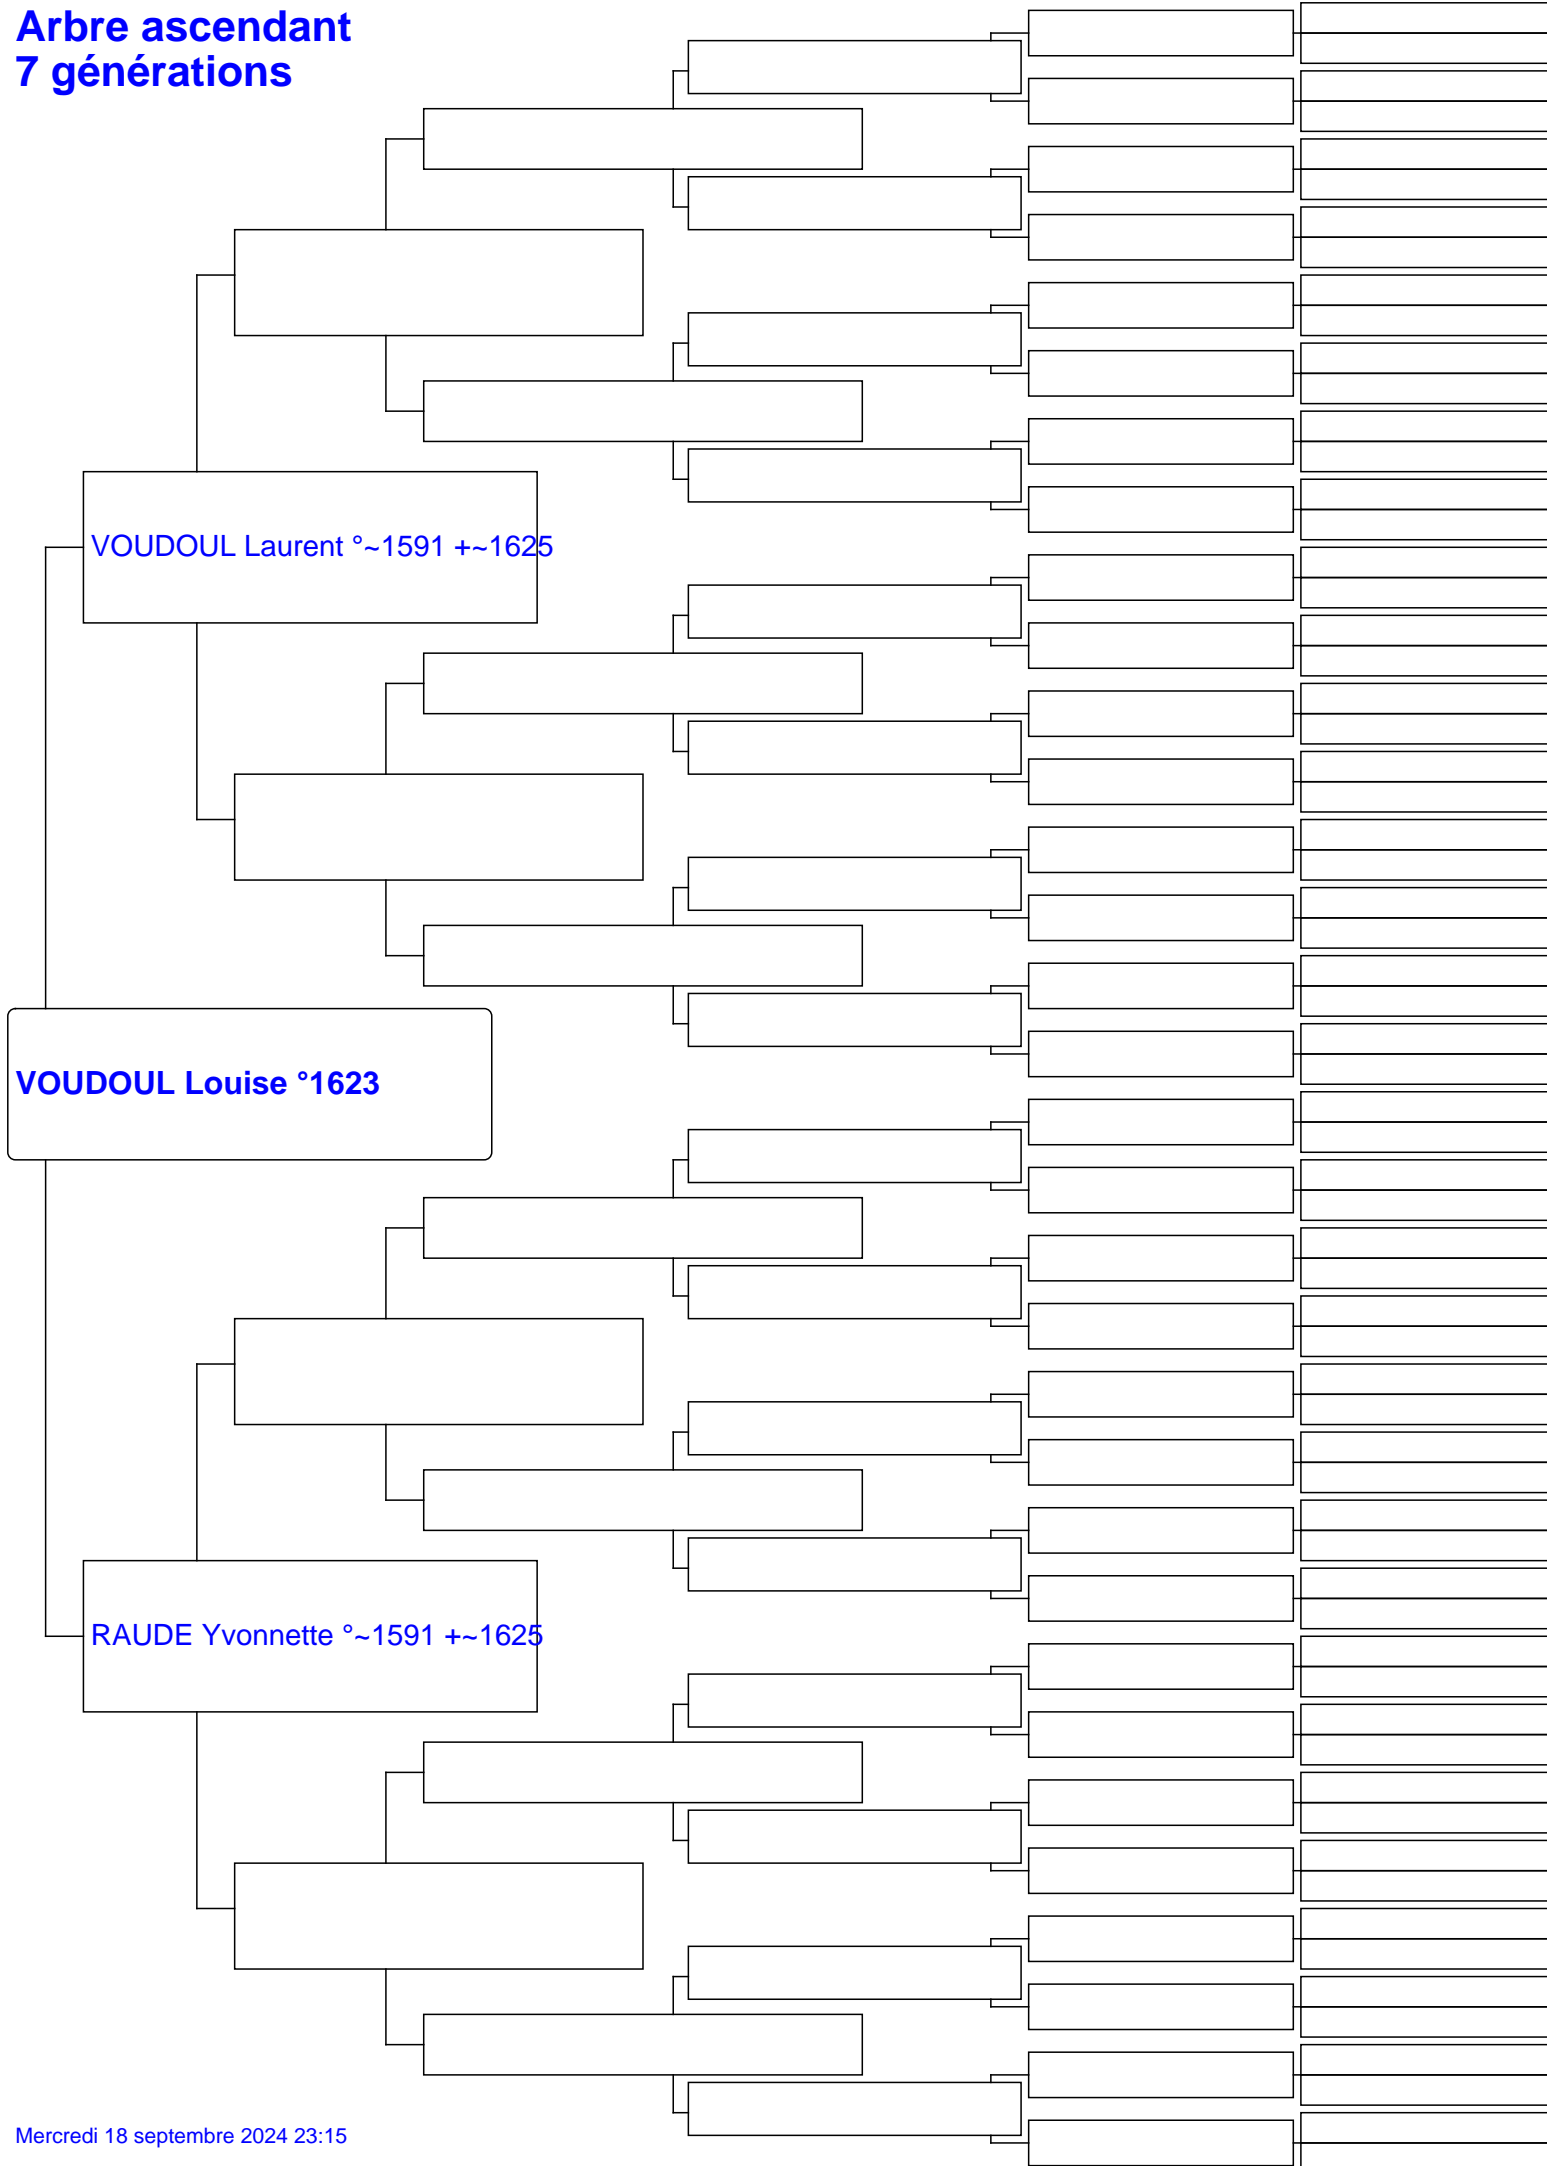 Arbre ascendant
7 générations
VOUDOUL Laurent °~1591 +~1625
VOUDOUL Louise °1623
RAUDE Yvonnette °~1591 +~1625
Mercredi 18 septembre 2024 23:15